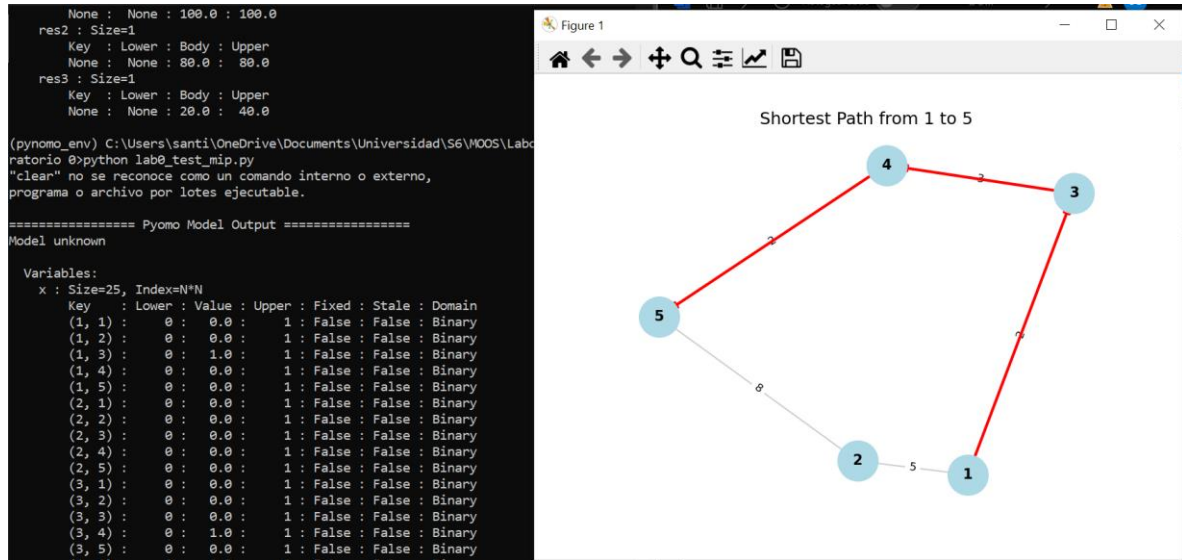 None :  None : 100.0 : 100.0
res2 : Size=1
Key  : Lower : Body : Upper
None :  None : 80.0 :  80.0
res3 : Size=1
Key  : Lower : Body : Upper
None :  None : 20.0 :  40.0
(pynomo_env) C:\Users\santi\OneDrive\Documents\Universidad\S6\MOOS\Labo
ratorio 0>python lab0_test_mip.py
"clear" no se reconoce como un comando interno o externo,
programa o archivo por lotes ejecutable.
================= Pyomo Model Output =================
Model unknown
Variables:
x : Size=25, Index=N*N
Key    : Lower : Value : Upper : Fixed : Stale : Domain
(1, 1) :     0 :   0.0 :     1 : False : False : Binary
(1, 2) :     0 :   0.0 :     1 : False : False : Binary
(1, 3) :     0 :   1.0 :     1 : False : False : Binary
(1, 4) :     0 :   0.0 :     1 : False : False : Binary
(1, 5) :     0 :   0.0 :     1 : False : False : Binary
(2, 1) :     0 :   0.0 :     1 : False : False : Binary
(2, 2) :     0 :   0.0 :     1 : False : False : Binary
(2, 3) :     0 :   0.0 :     1 : False : False : Binary
(2, 4) :     0 :   0.0 :     1 : False : False : Binary
(2, 5) :     0 :   0.0 :     1 : False : False : Binary
(3, 1) :     0 :   0.0 :     1 : False : False : Binary
(3, 2) :     0 :   0.0 :     1 : False : False : Binary
(3, 3) :     0 :   0.0 :     1 : False : False : Binary
(3, 4) :     0 :   1.0 :     1 : False : False : Binary
(3, 5) :     0 :   0.0 :     1 : False : False : Binary
Figure 1
Shortest Path from 1 to 5
4
3
3
5
8
2
5
1